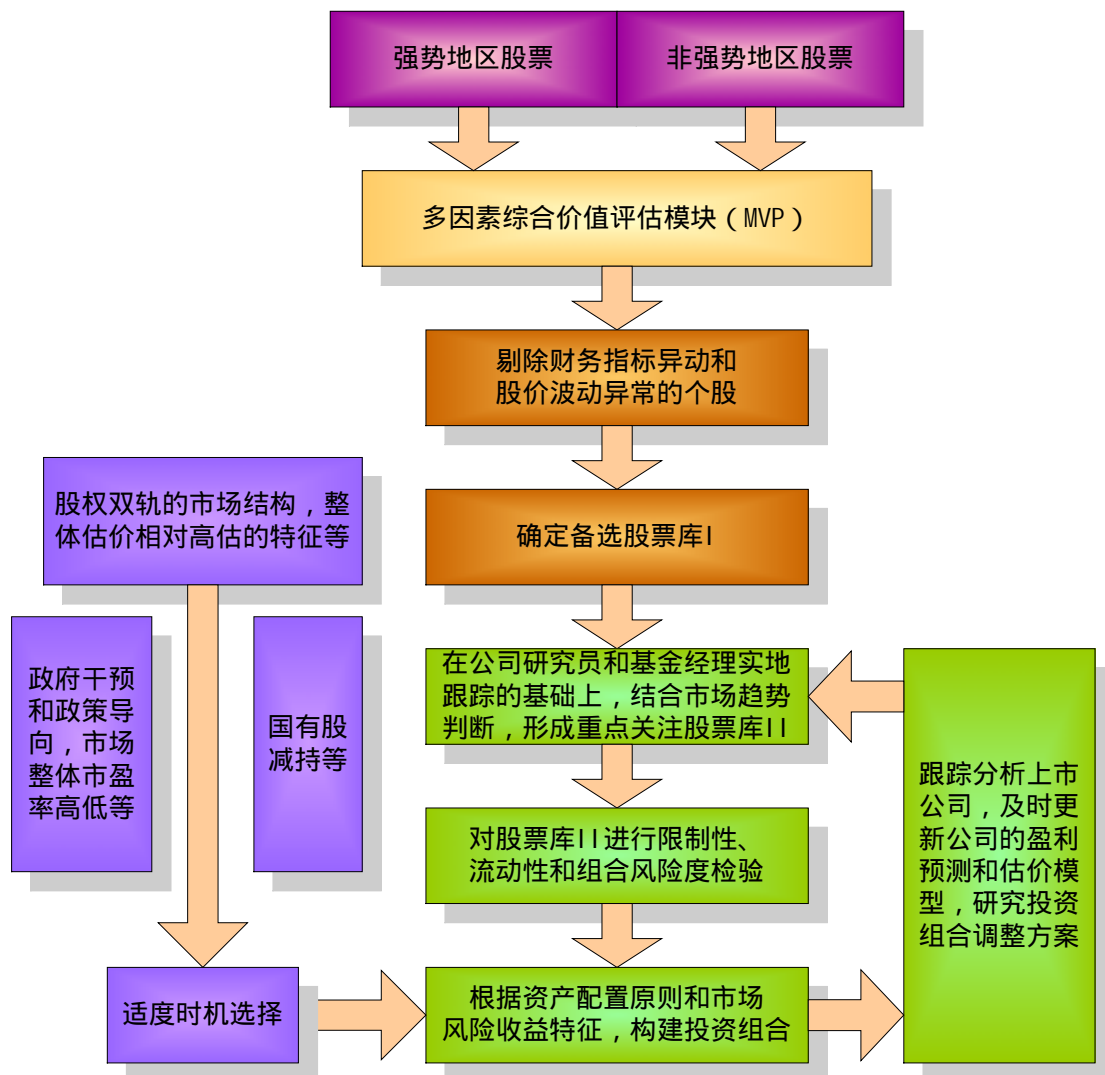 强势地区股票
非强势地区股票
多因素综合价值评估模块（MVP）
剔除财务指标异动和
股价波动异常的个股
确定备选股票库I
股权双轨的市场结构，整
体估价相对高估的特征等
政府干预
和政策导
向，市场
整体市盈
率高低等
国有股
减持等
在公司研究员和基金经理实地
跟踪的基础上，结合市场趋势
判断，形成重点关注股票库II
对股票库II进行限制性、
流动性和组合风险度检验
跟踪分析上市
公司，及时更
新公司的盈利
预测和估价模
型，研究投资
组合调整方案
适度时机选择
根据资产配置原则和市场
风险收益特征，构建投资组合